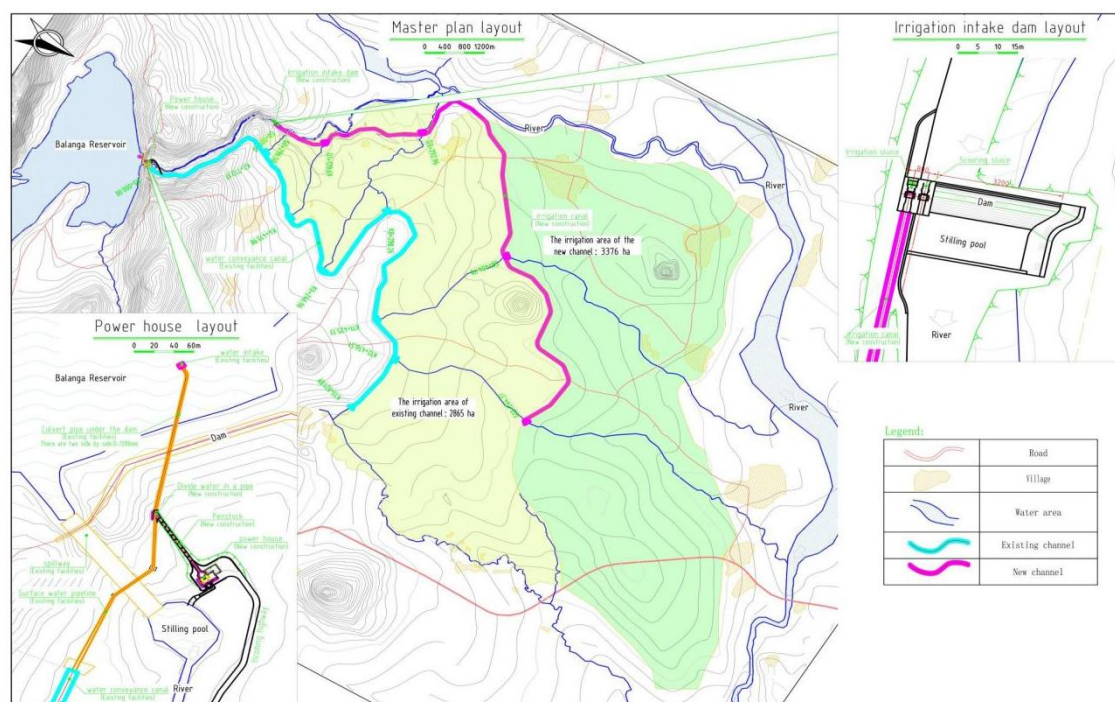 Master plan layout
0 400 800 1200m
Irrigation intake dam
(New construction)
Power house
(New construction)
Balanga Reservoir
River
River
irrigation canal
(New construction)
The irrigation area of the
new channel: 3376 ha
water conveyance canal
(Existing facilities)
The irrigation area of
existing channel: 2865 ha
River
Irrigation intake dam layout
0 5 10 15m
Irrigation sluice
Scouring sluice
3200
Dam
Stilling pool
Irrigation canal
(New construction)
River
Power house layout
0 20 40 60m
water intake
(Existing facilities)
Balanga Reservoir
Culvert pipe under the dam
(Existing facilities)
Dam
Divide water in a pipe
(New construction)
Penstock
(New construction)
power house
(New construction)
spillway
(Existing facilities)
Surface water pipeline
(Existing facilities)
Stilling pool
Incoming highway
water conveyance canal
(Existing facilities)
River
Legend:
Road
Village
Water area
Existing channel
New channel